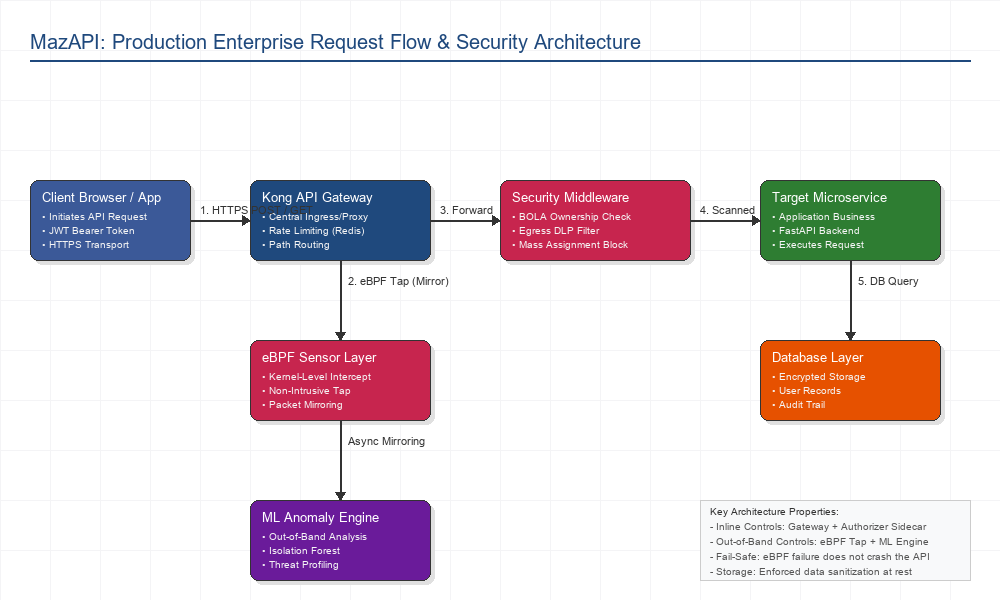 MazAPI: Production Enterprise Request Flow & Security Architecture
Client Browser / App
• Initiates API Request
• JWT Bearer Token
• HTTPS Transport
1. HTTPS POST/GET
Kong API Gateway
• Central Ingress/Proxy
• Rate Limiting (Redis)
• Path Routing
3. Forward
Security Middleware
• BOLA Ownership Check
• Egress DLP Filter
• Mass Assignment Block
4. Scanned
Target Microservice
• Application Business
• FastAPI Backend
• Executes Request
2. eBPF Tap (Mirror)
5. DB Query
eBPF Sensor Layer
• Kernel-Level Intercept
• Non-Intrusive Tap
• Packet Mirroring
Database Layer
• Encrypted Storage
• User Records
• Audit Trail
Async Mirroring
ML Anomaly Engine
• Out-of-Band Analysis
• Isolation Forest
• Threat Profiling
Key Architecture Properties:
- Inline Controls: Gateway + Authorizer Sidecar
- Out-of-Band Controls: eBPF Tap + ML Engine
- Fail-Safe: eBPF failure does not crash the API
- Storage: Enforced data sanitization at rest